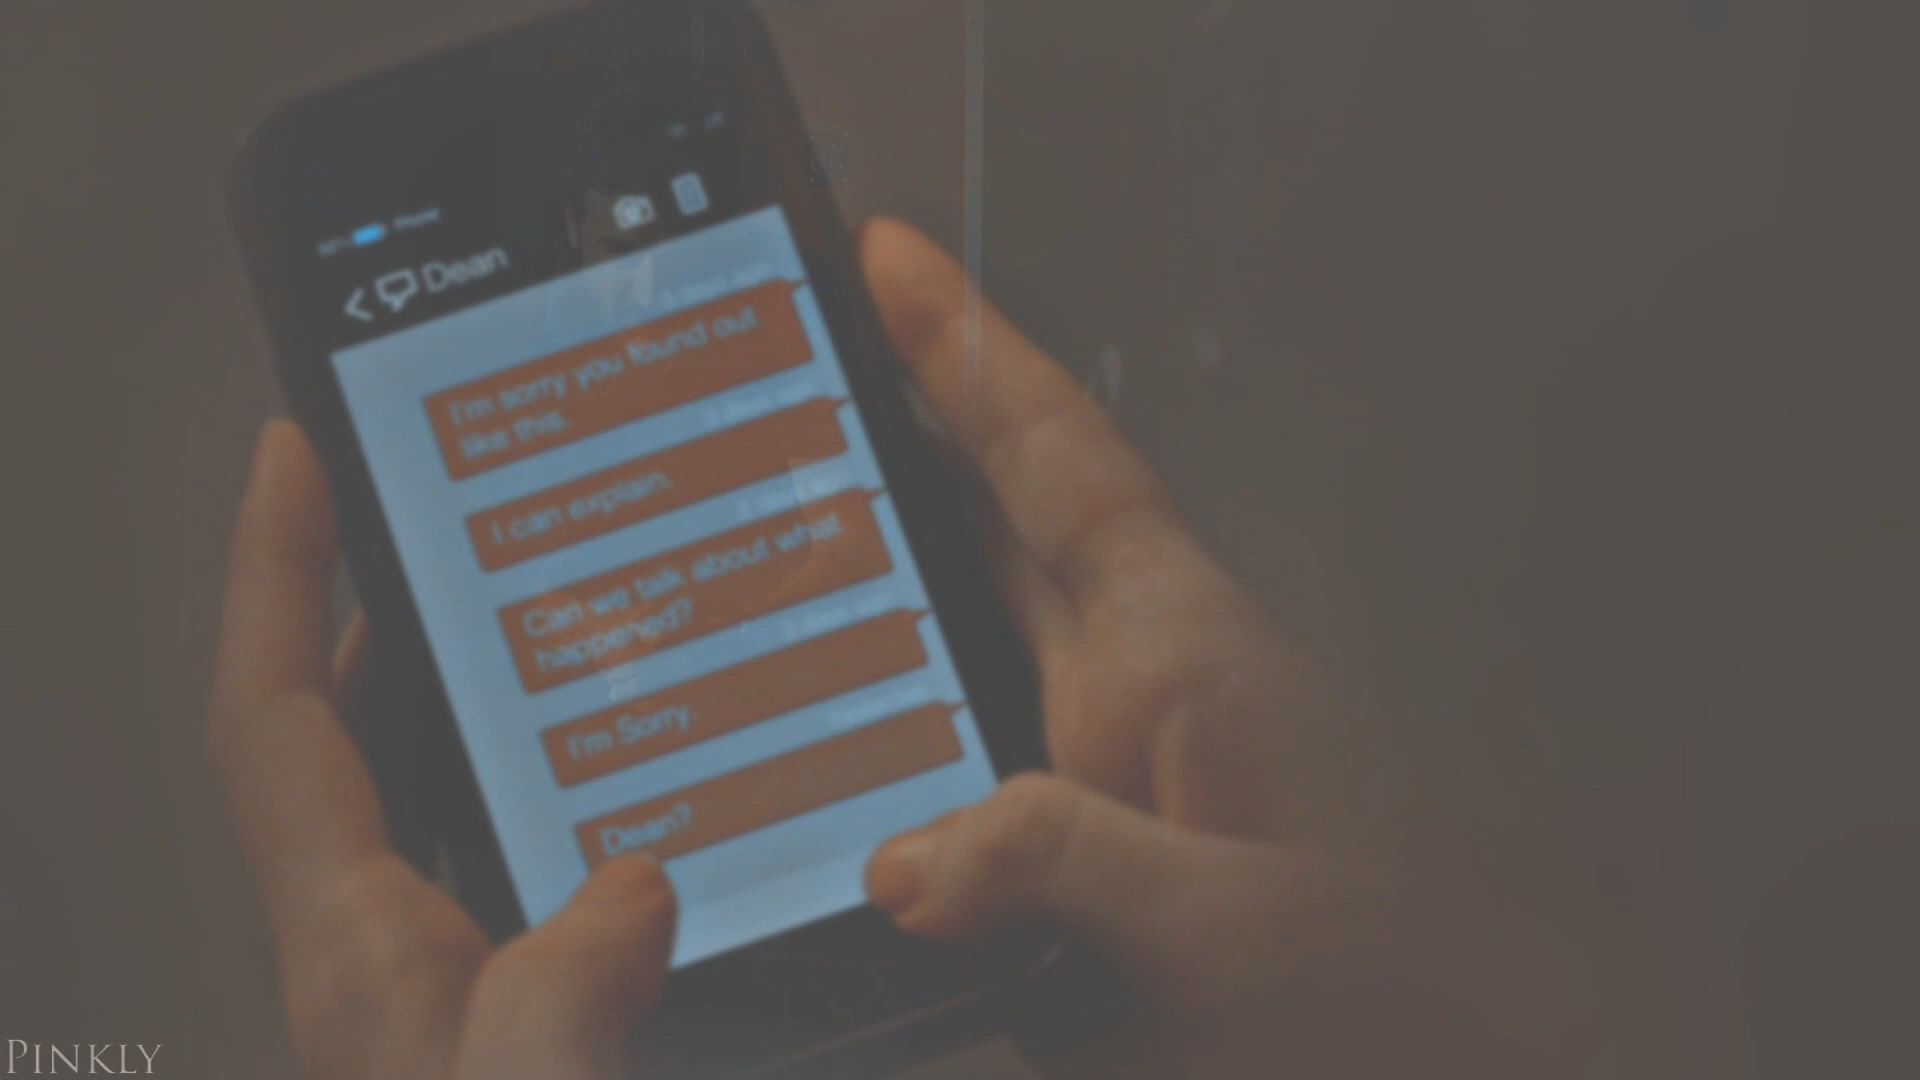 Dean
I'm sorry you found out
like this.
I can explain.
Can we talk about what
happened?
I'm Sorry.
Dean?
PINKLY